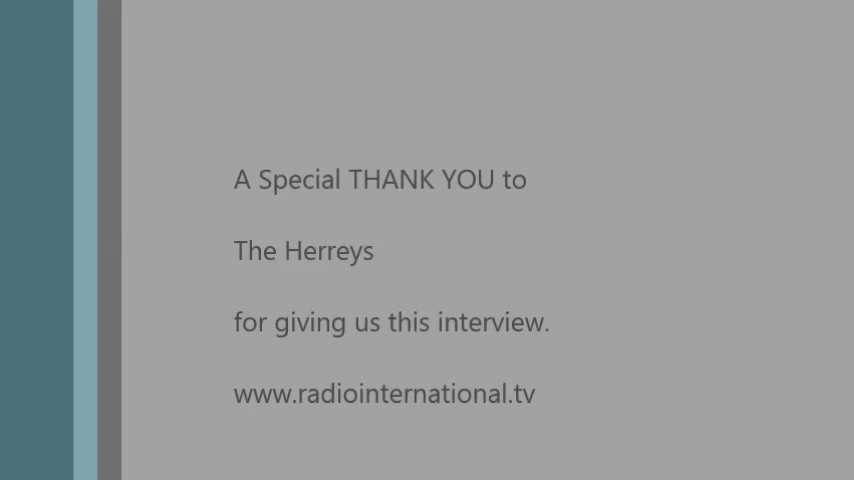 A Special THANK YOU to
The Herreys
for giving us this interview.
www.radiointernational.tv